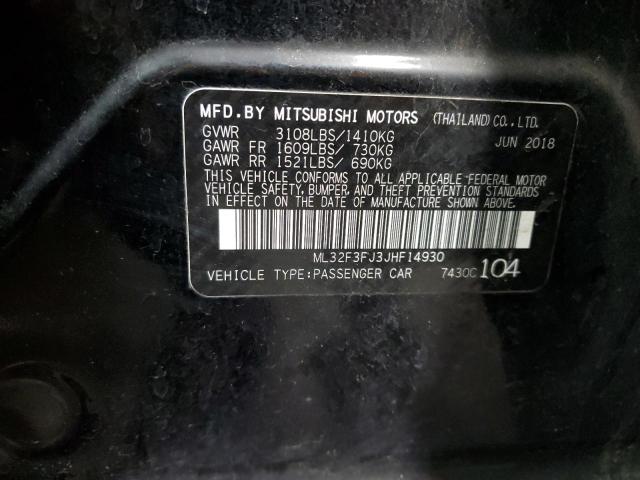 MFD.BY MITSUBISHI MOTORS (THAILAND) CO.,LTD.
GVWR 3108LBS/1410KG JUN 2018
GAWR FR 1609LBS/ 730KG
GAWR RR 1521LBS/ 690KG
THIS VEHICLE CONFORMS TO ALL APPLICABLE FEDERAL MOTOR
VEHICLE SAFETY, BUMPER, AND THEFT PREVENTION STANDARDS
IN EFFECT ON THE DATE OF MANUFACTURE SHOWN ABOVE.
ML32F3FJ3JHF14930
VEHICLE TYPE:PASSENGER CAR 7430C 104